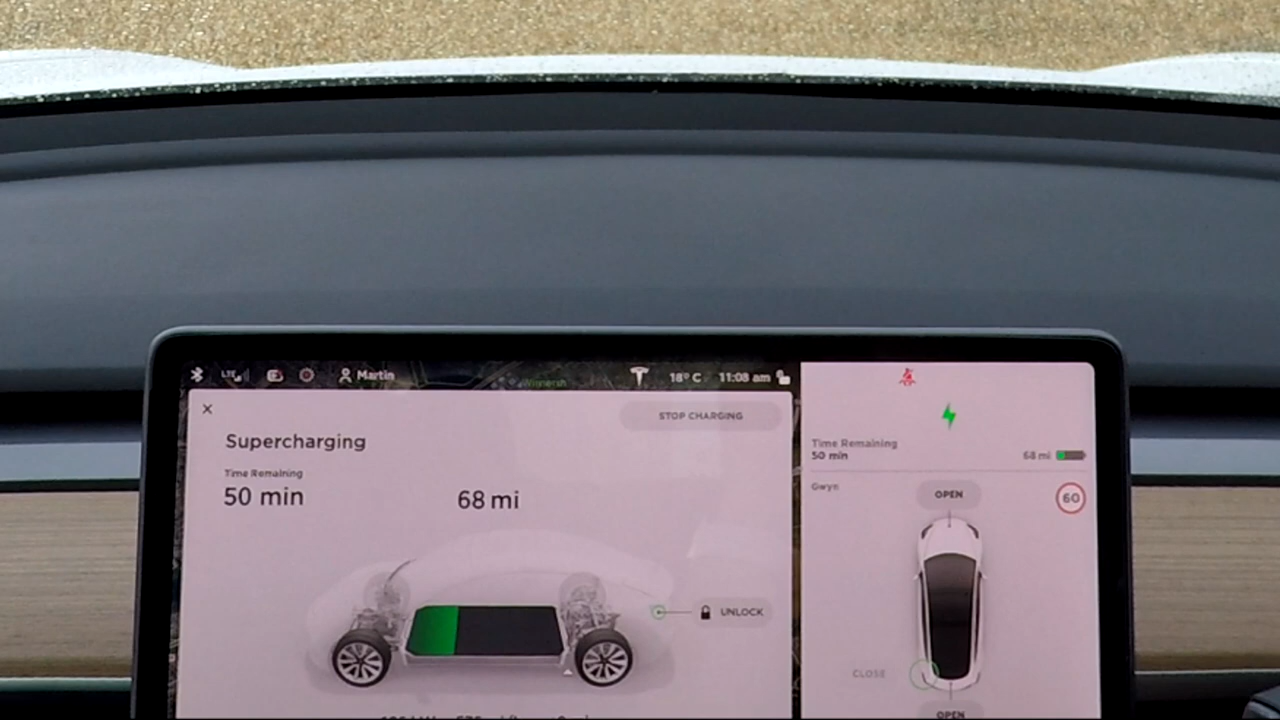 LTE
Martin
18° C
11:08 am
STOP CHARGING
Supercharging
Time Remaining
50 min
68 mi
UNLOCK
Time Remaining
50 min
68 mi
Gwyn
OPEN
60
CLOSE
OPEN